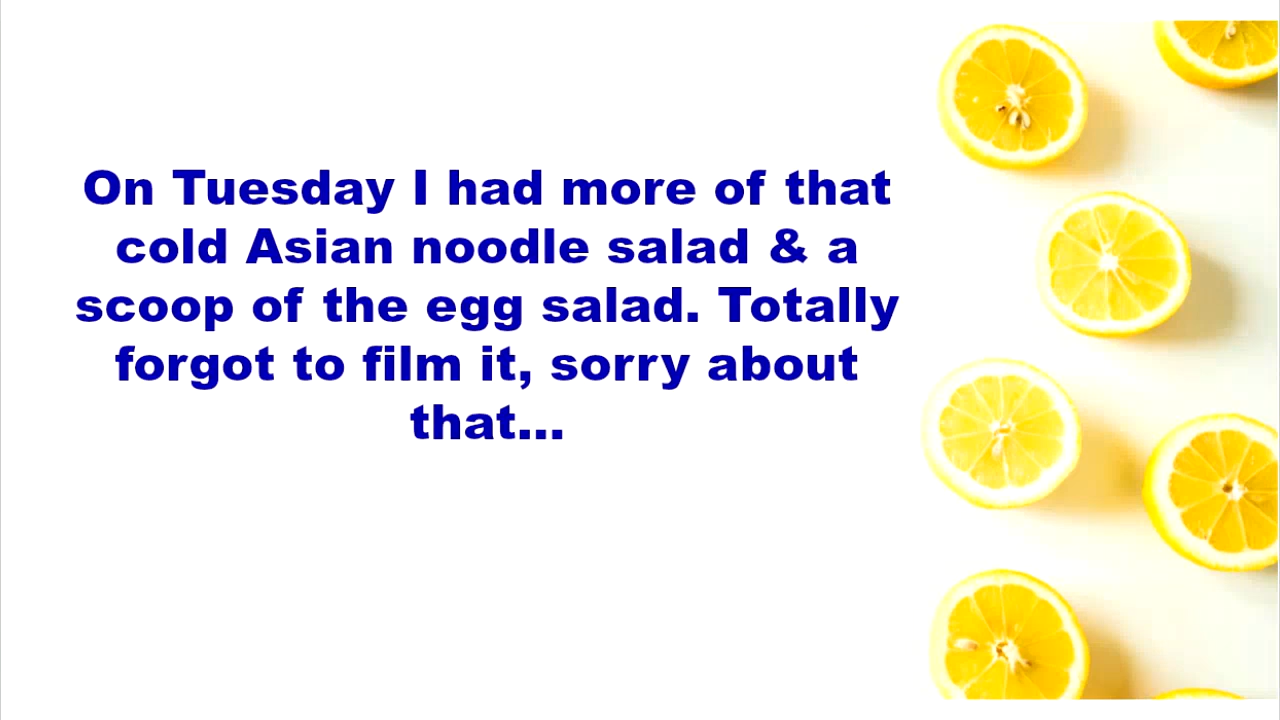 On Tuesday I had more of that
cold Asian noodle salad & a
scoop of the egg salad. Totally
forgot to film it, sorry about
that...